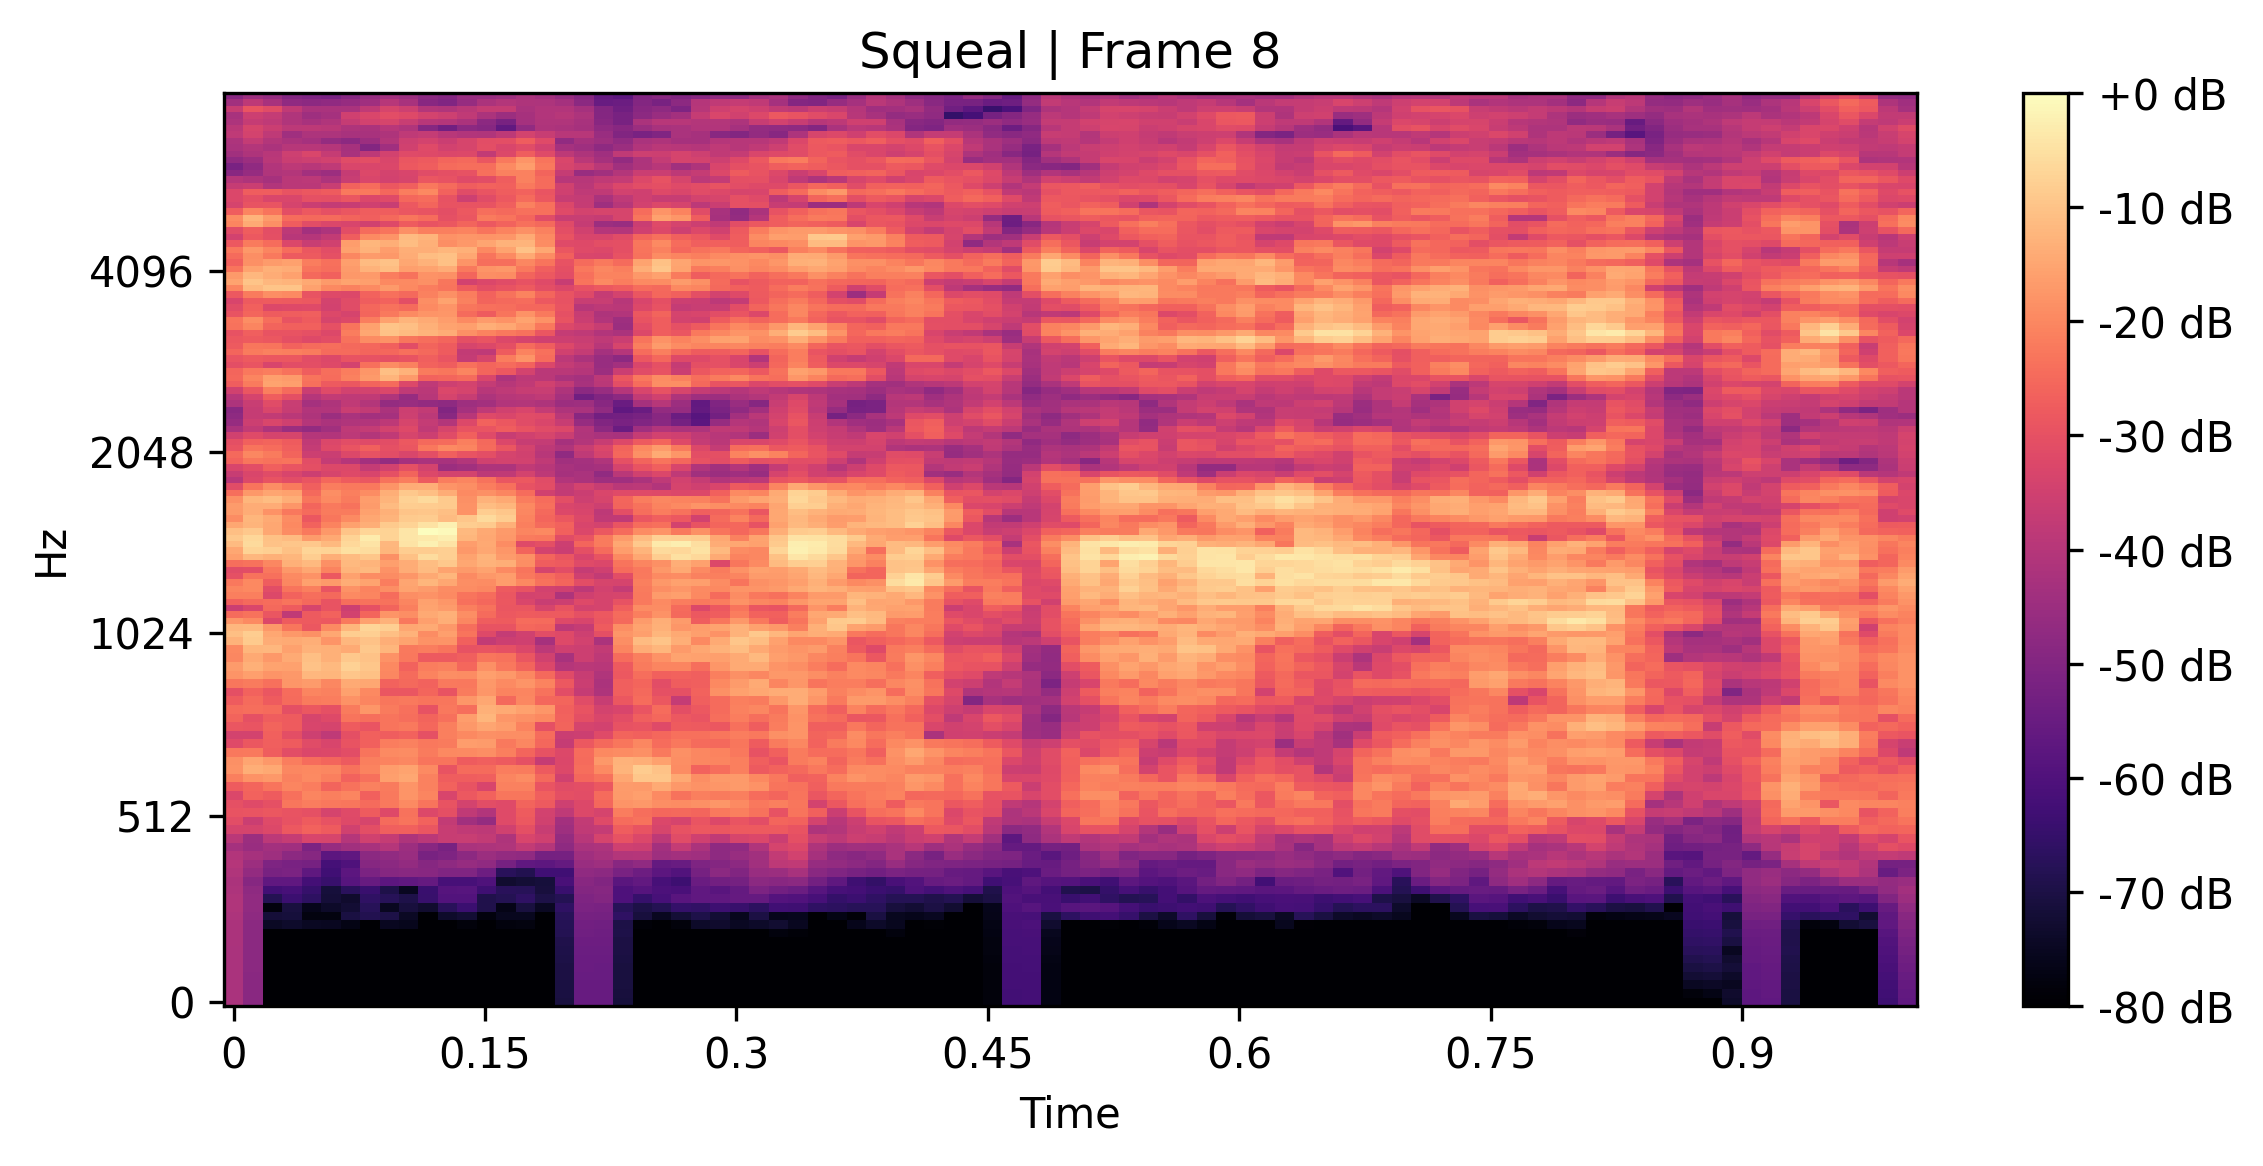 Squeal | Frame 8
Hz
4096
2048
1024
512
0
0 0.15 0.3 0.45 0.6 0.75 0.9
Time
+0 dB
-10 dB
-20 dB
-30 dB
-40 dB
-50 dB
-60 dB
-70 dB
-80 dB